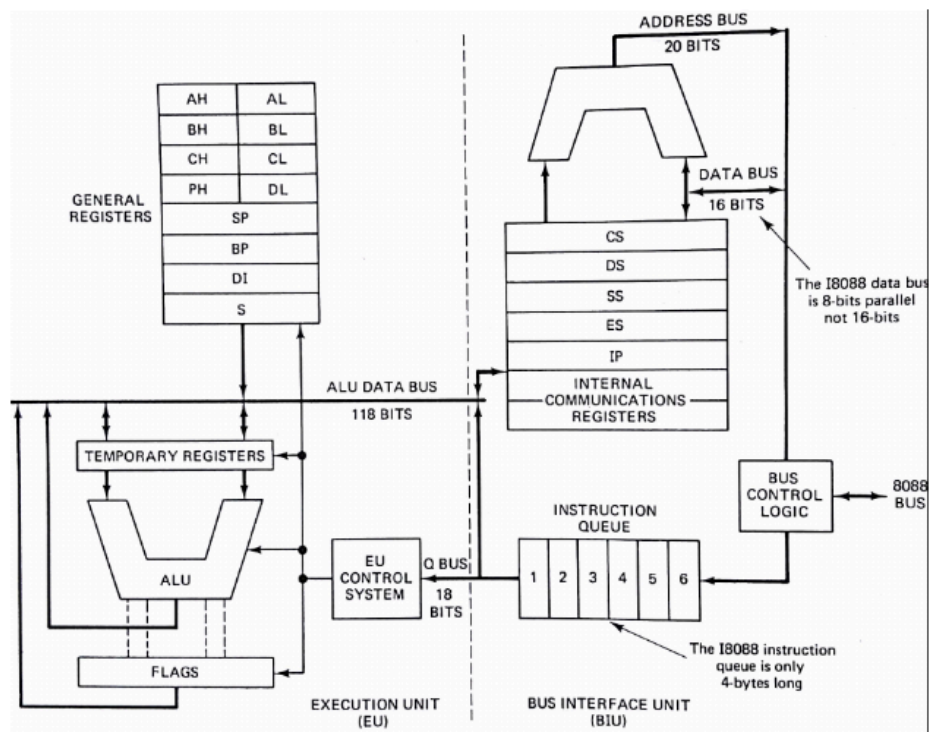 ADDRESS BUS
20 BITS
AH AL
BH BL
CH CL
PH DL
SP
BP
DI
S
GENERAL
REGISTERS
DATA BUS
16 BITS
CS
DS
SS
ES
IP
INTERNAL
COMMUNICATIONS
REGISTERS
The I8088 data bus
is 8-bits parallel
not 16-bits
ALU DATA BUS
118 BITS
TEMPORARY REGISTERS
ALU
FLAGS
EU
CONTROL
SYSTEM
Q BUS
18
BITS
INSTRUCTION
QUEUE
1 2 3 4 5 6
BUS
CONTROL
LOGIC
8088
BUS
The I8088 instruction
queue is only
4-bytes long
EXECUTION UNIT
(EU)
BUS INTERFACE UNIT
(BIU)